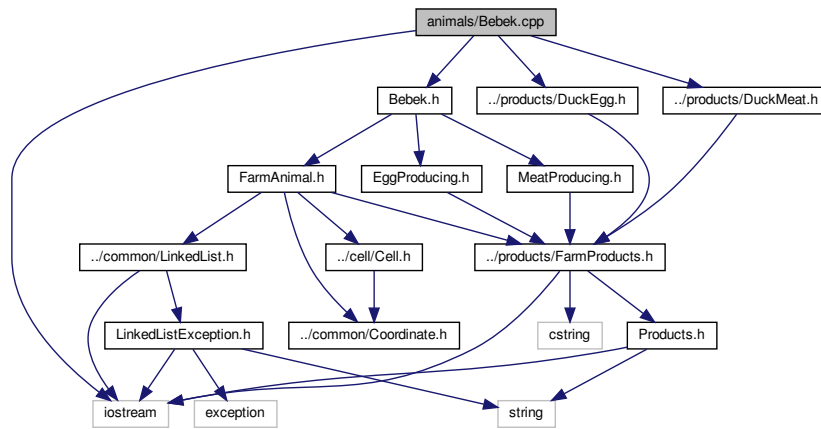 animals/Bebek.cpp
Bebek.h
../products/DuckEgg.h
../products/DuckMeat.h
FarmAnimal.h
EggProducing.h
MeatProducing.h
../common/LinkedList.h
../cell/Cell.h
../products/FarmProducts.h
LinkedListException.h
../common/Coordinate.h
cstring
Products.h
iostream
exception
string